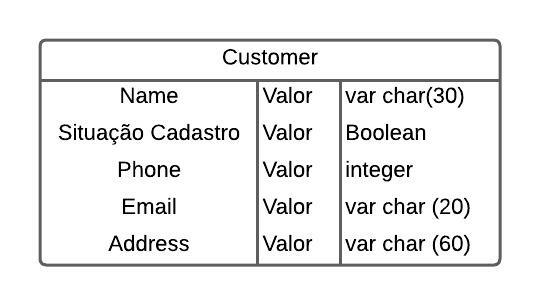 Customer
Name Valor var char(30)
Situação Cadastro Valor Boolean
Phone Valor integer
Email Valor var char (20)
Address Valor var char (60)